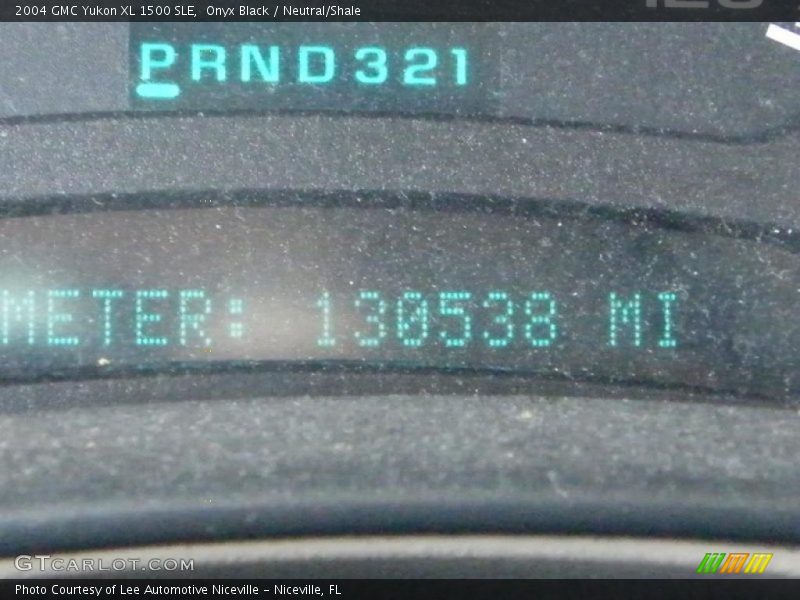 2004 GMC Yukon XL 1500 SLE, Onyx Black / Neutral/Shale
PRND321
METER: 130538 MI
GTCARLOT.COM
Photo Courtesy of Lee Automotive Niceville - Niceville, FL